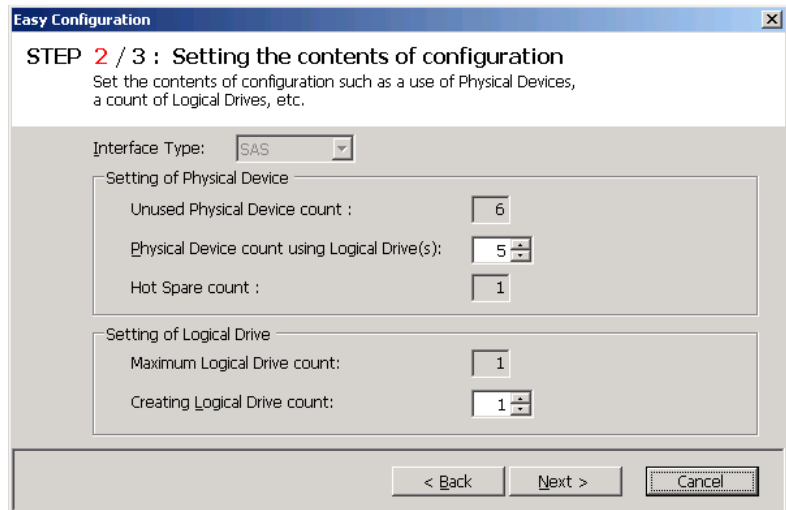 Easy Configuration
STEP 2 / 3 : Setting the contents of configuration
Set the contents of configuration such as a use of Physical Devices,
a count of Logical Drives, etc.
Interface Type: SAS
Setting of Physical Device
Unused Physical Device count : 6
Physical Device count using Logical Drive(s): 5
Hot Spare count : 1
Setting of Logical Drive
Maximum Logical Drive count: 1
Creating Logical Drive count: 1
< Back Next > Cancel